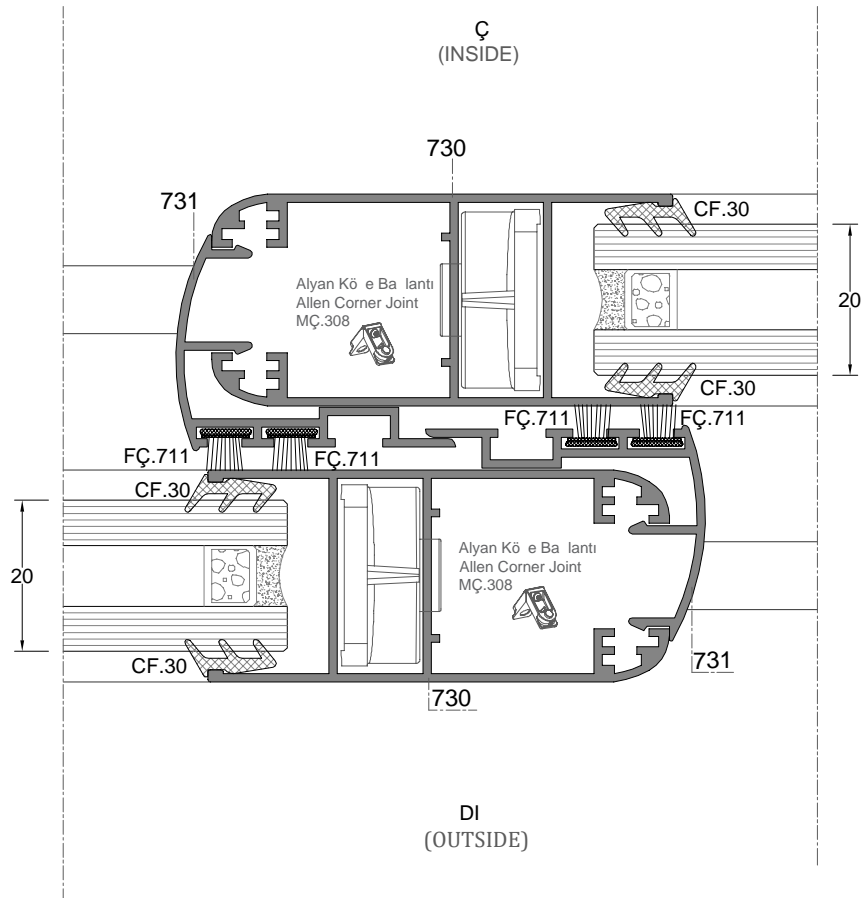 Ç
(INSIDE)
730
731
CF.30
20
Alyan Kö e Ba lantı
Allen Corner Joint
MÇ.308
CF.30
FÇ.711
FÇ.711
FÇ.711
FÇ.711
CF.30
20
Alyan Kö e Ba lantı
Allen Corner Joint
MÇ.308
CF.30
731
730
DI
(OUTSIDE)